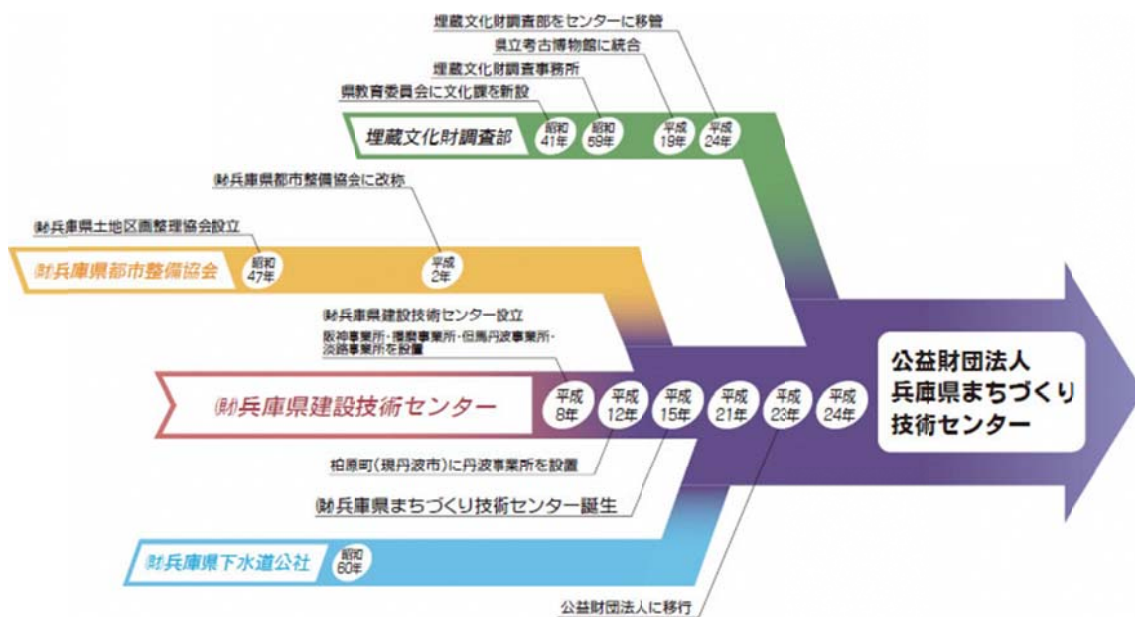 埋蔵文化財調査部をセンターに移管
県立考古博物館に統合
埋蔵文化財調査事務所
県教育委員会に文化課を新設
埋蔵文化財調査部
昭和
41年
昭和
59年
平成
19年
平成
24年
㈶兵庫県都市整備協会に改称
㈶兵庫県土地区画整理協会設立
㈶兵庫県都市整備協会
昭和
47年
平成
2年
㈶兵庫県建設技術センター設立
阪神事業所・播磨事業所・但馬丹波事業所・
淡路事業所を設置
㈶兵庫県建設技術センター
平成
8年
平成
12年
平成
15年
平成
21年
平成
23年
平成
24年
公益財団法人
兵庫県まちづくり
技術センター
柏原町(現丹波市)に丹波事業所を設置
㈶兵庫県まちづくり技術センター誕生
㈶兵庫県下水道公社
昭和
60年
公益財団法人に移行